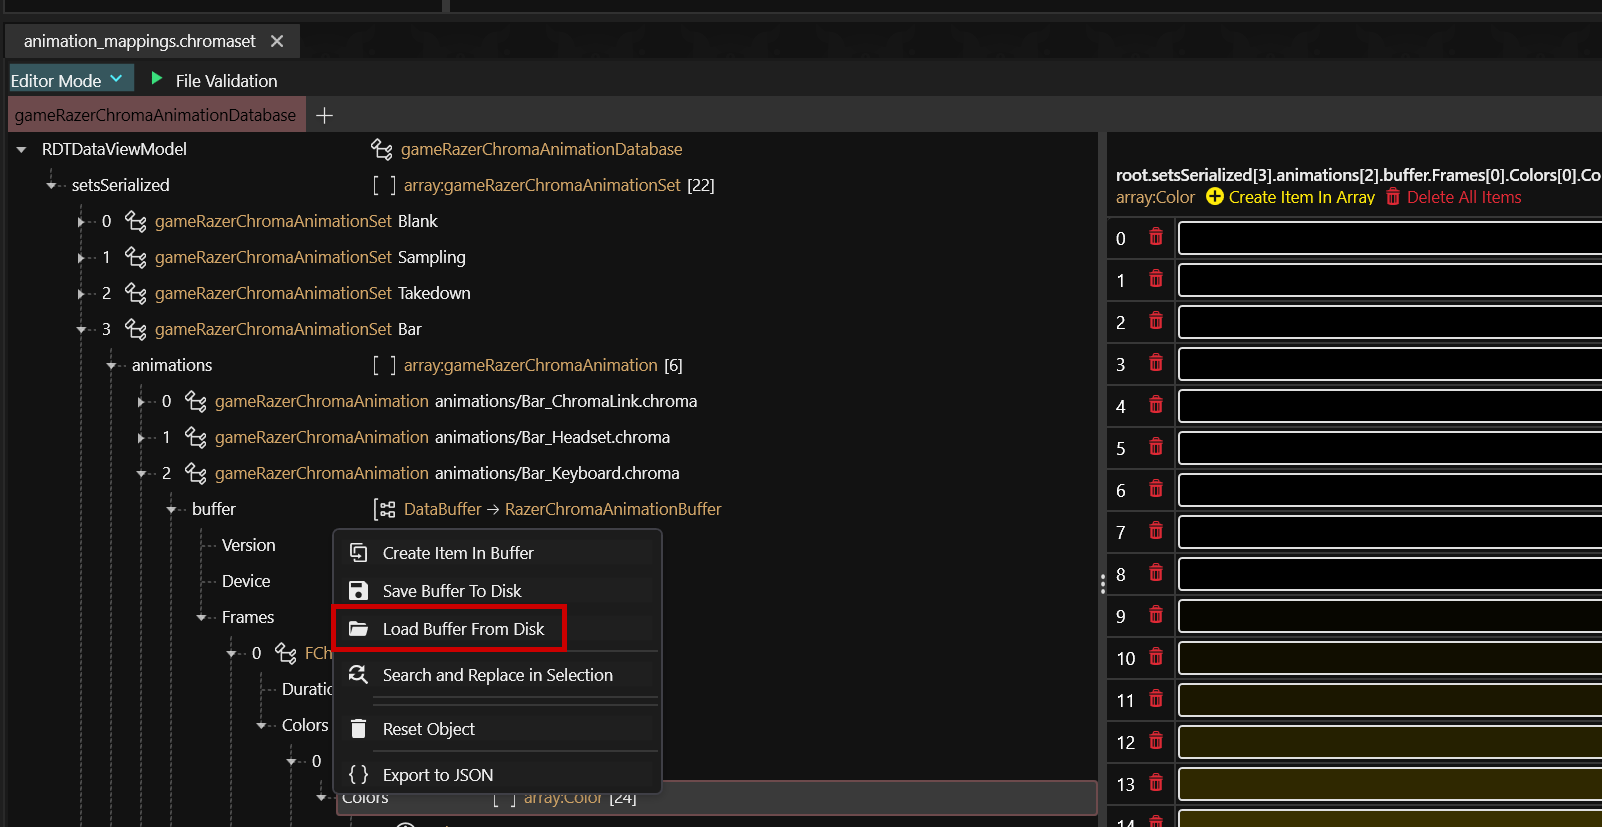 animation_mappings.chromaset
Editor Mode File Validation
gameRazerChromaAnimationDatabase
RDTDataViewModel gameRazerChromaAnimationDatabase
setsSerialized [ ] array:gameRazerChromaAnimationSet [22]
0 gameRazerChromaAnimationSet Blank
1 gameRazerChromaAnimationSet Sampling
2 gameRazerChromaAnimationSet Takedown
3 gameRazerChromaAnimationSet Bar
animations [ ] array:gameRazerChromaAnimation [6]
0 gameRazerChromaAnimation animations/Bar_ChromaLink.chroma
1 gameRazerChromaAnimation animations/Bar_Headset.chroma
2 gameRazerChromaAnimation animations/Bar_Keyboard.chroma
buffer DataBuffer → RazerChromaAnimationBuffer
Version
Device
Frames
0 FCh
Duratio
Colors
0
Colors [ ] array:Color [24]
Create Item In Buffer
Save Buffer To Disk
Load Buffer From Disk
Search and Replace in Selection
Reset Object
Export to JSON
root.setsSerialized[3].animations[2].buffer.Frames[0].Colors[0].Co
array:Color Create Item In Array Delete All Items
0
1
2
3
4
5
6
7
8
9
10
11
12
13
14